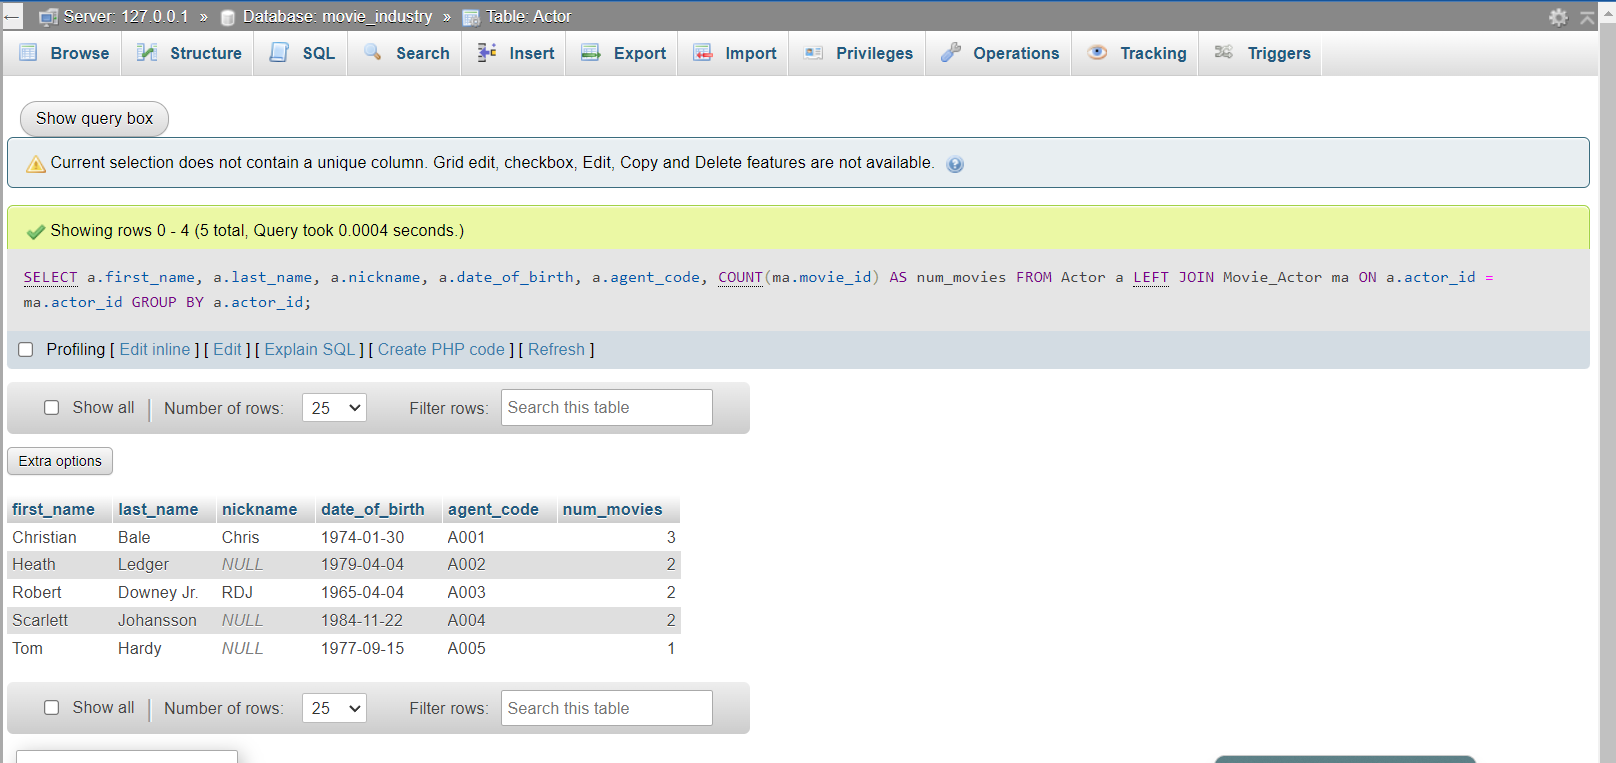 Server: 127.0.0.1 » Database: movie_industry » Table: Actor
Browse Structure SQL Search Insert Export Import Privileges Operations Tracking Triggers
Show query box
Current selection does not contain a unique column. Grid edit, checkbox, Edit, Copy and Delete features are not available.
Showing rows 0 - 4 (5 total, Query took 0.0004 seconds.)
SELECT a.first_name, a.last_name, a.nickname, a.date_of_birth, a.agent_code, COUNT(ma.movie_id) AS num_movies FROM Actor a LEFT JOIN Movie_Actor ma ON a.actor_id =
ma.actor_id GROUP BY a.actor_id;
Profiling [ Edit inline ] [ Edit ] [ Explain SQL ] [ Create PHP code ] [ Refresh ]
Show all | Number of rows: 25 Filter rows: Search this table
Extra options
first_name last_name nickname date_of_birth agent_code num_movies
Christian Bale Chris 1974-01-30 A001 3
Heath Ledger NULL 1979-04-04 A002 2
Robert Downey Jr. RDJ 1965-04-04 A003 2
Scarlett Johansson NULL 1984-11-22 A004 2
Tom Hardy NULL 1977-09-15 A005 1
Show all | Number of rows: 25 Filter rows: Search this table